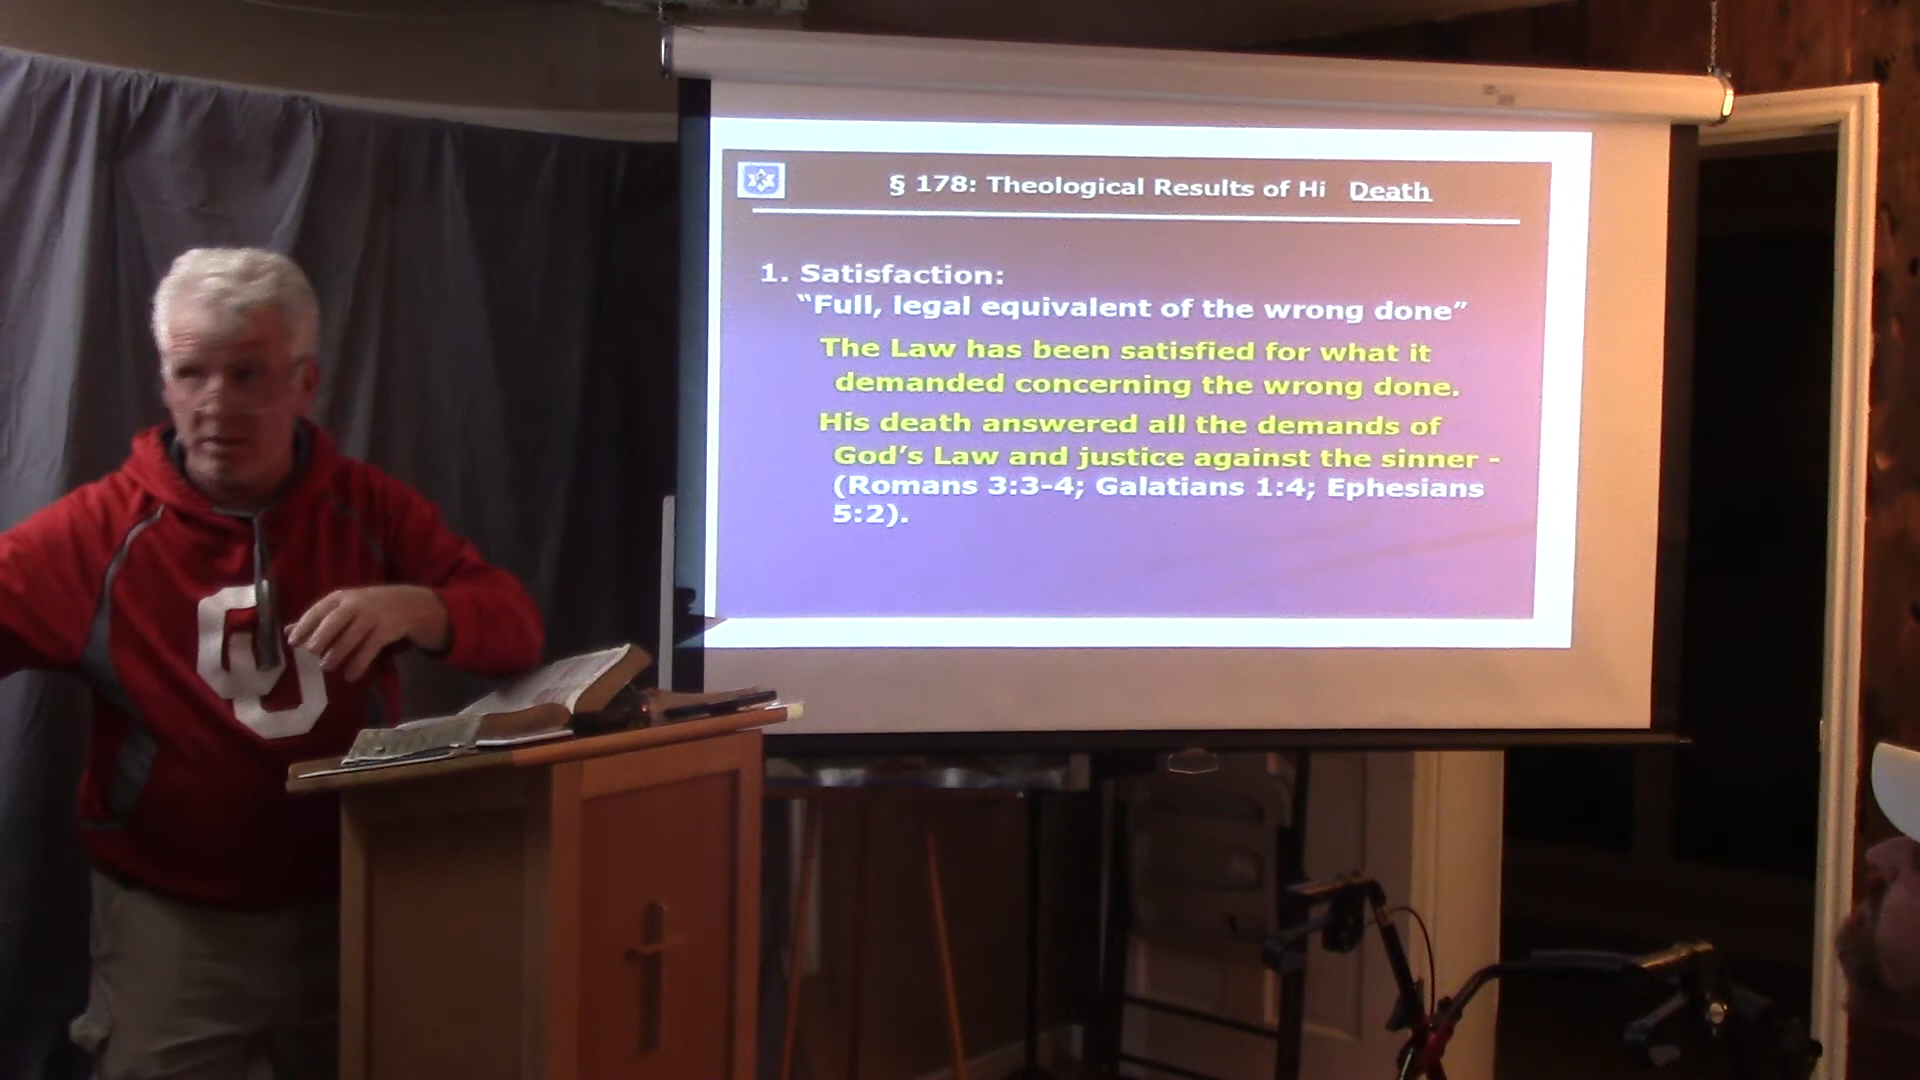 § 178: Theological Results of Hi Death
1. Satisfaction:
“Full, legal equivalent of the wrong done”
The Law has been satisfied for what it
demanded concerning the wrong done.
His death answered all the demands of
God’s Law and justice against the sinner -
(Romans 3:3-4; Galatians 1:4; Ephesians
5:2).
OU